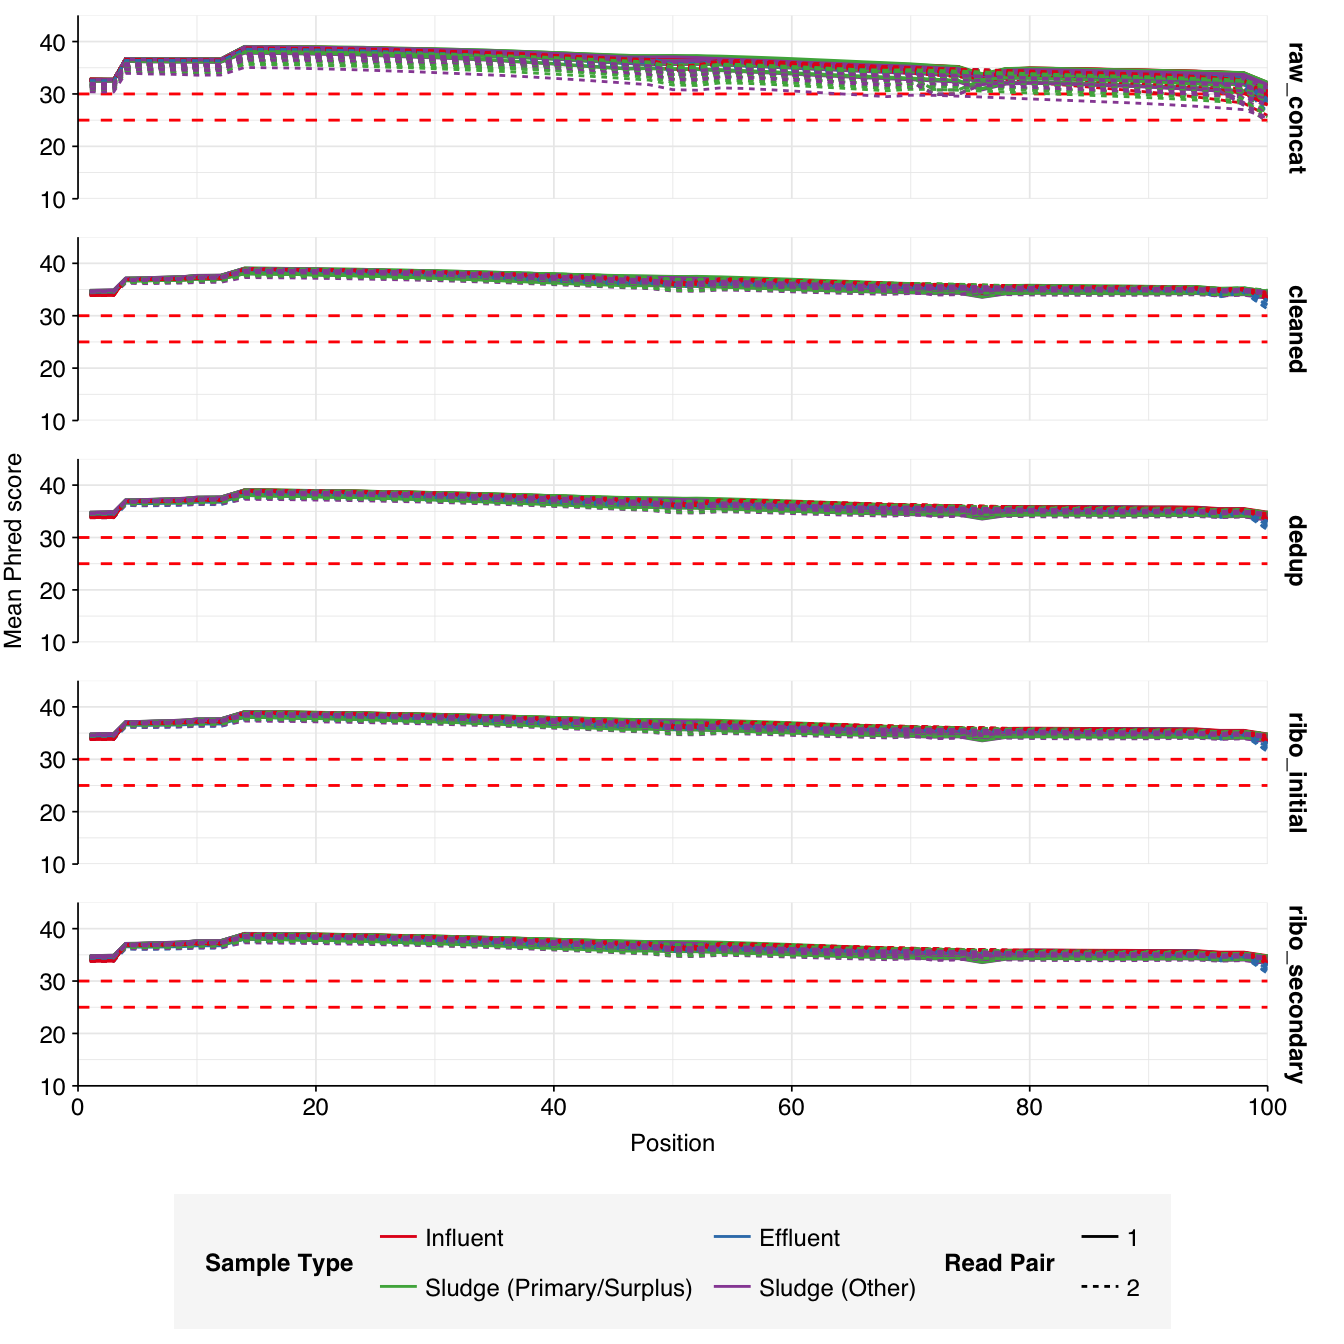 40
30
20
10
raw_concat
40
30
20
10
cleaned
40
30
20
10
dedup
Mean Phred score
40
30
20
10
ribo_initial
40
30
20
10
ribo_secondary
0 20 40 60 80 100
Position
Sample Type
Influent
Effluent
Sludge (Primary/Surplus)
Sludge (Other)
Read Pair
1
2